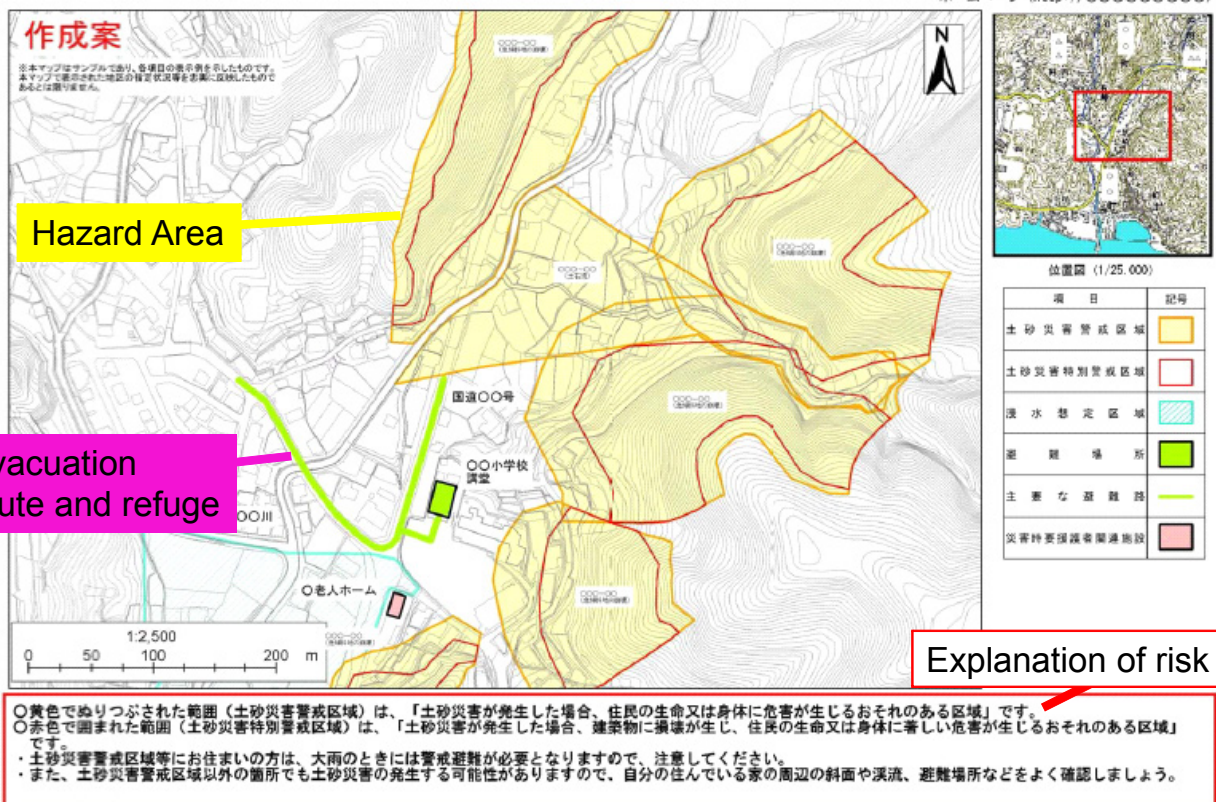 作成案
※本マップはサンプルであり、各項目の表示例を示したものです。
本マップで表示された地区の指定状況等を忠実に反映したもので
あるとは限りません。
N
Hazard Area
国道〇〇号
〇〇小学校
講堂
vacuation
ute and refuge
〇〇川
〇老人ホーム
1:2,500
0 50 100 200 m
位置図 (1/25,000)
項目 記号
土砂災害警戒区域
土砂災害特別警戒区域
浸水想定区域
避難場所
主要な避難路
災害時要援護者関連施設
Explanation of risk
〇黄色でぬりつぶされた範囲（土砂災害警戒区域）は、「土砂災害が発生した場合、住民の生命又は身体に危害が生じるおそれのある区域」です。
〇赤色で囲まれた範囲（土砂災害特別警戒区域）は、「土砂災害が発生した場合、建築物に損壊が生じ、住民の生命又は身体に著しい危害が生じるおそれのある区域」
です。
・土砂災害警戒区域等にお住まいの方は、大雨のときには警戒避難が必要となりますので、注意してください。
・また、土砂災害警戒区域以外の箇所でも土砂災害の発生する可能性がありますので、自分の住んでいる家の周辺の斜面や渓流、避難場所などをよく確認しましょう。